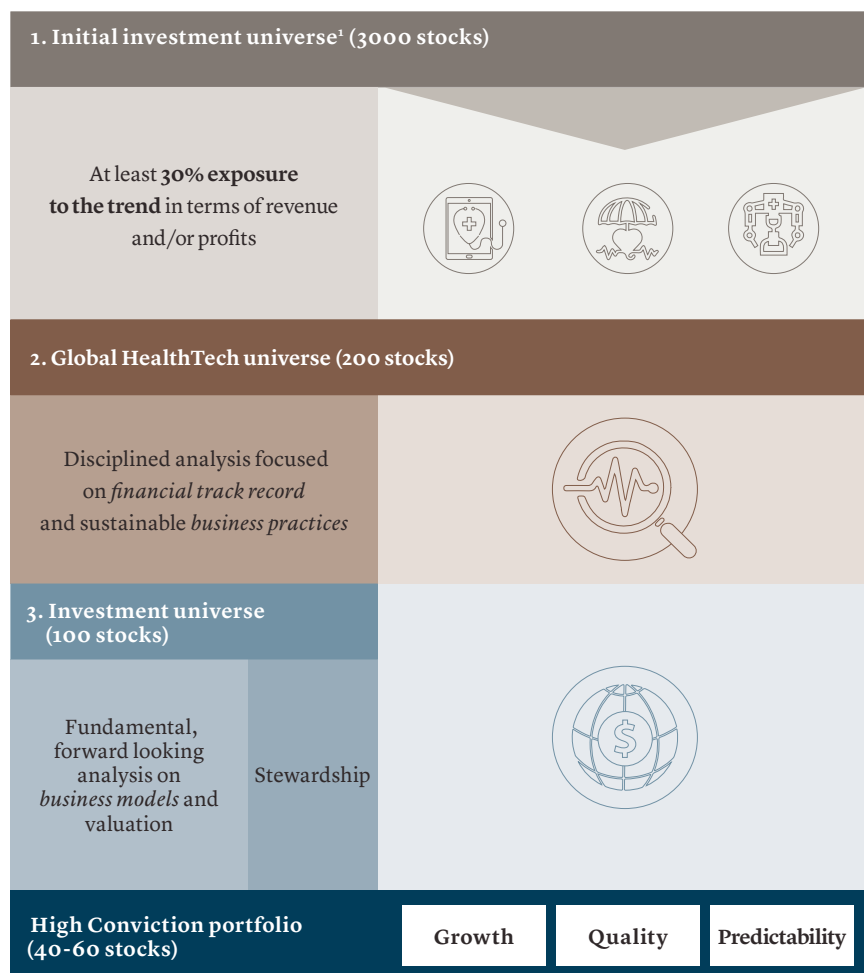 1. Initial investment universe¹ (3000 stocks)
At least 30% exposure
to the trend in terms of revenue
and/or profits
2. Global HealthTech universe (200 stocks)
Disciplined analysis focused
on financial track record
and sustainable business practices
3. Investment universe
(100 stocks)
Fundamental,
forward looking
analysis on
business models and
valuation
Stewardship
$
High Conviction portfolio
(40-60 stocks)
Growth
Quality
Predictability